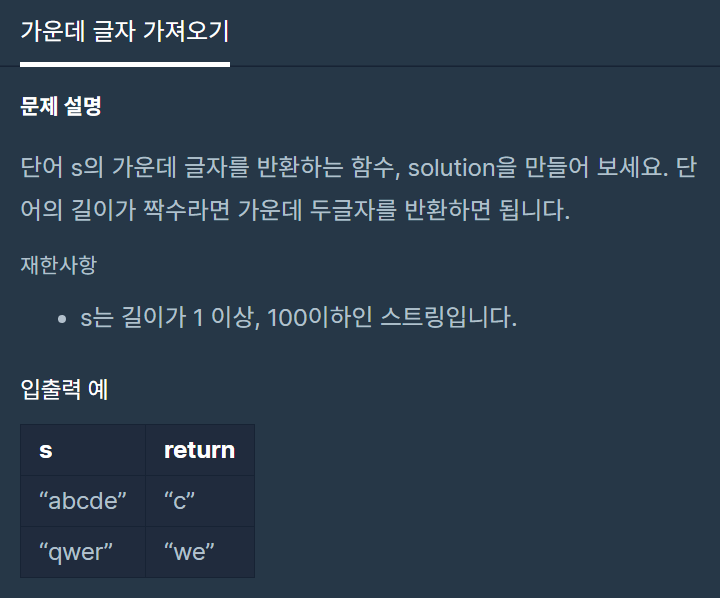 가운데 글자 가져오기
문제 설명
단어 s의 가운데 글자를 반환하는 함수, solution을 만들어 보세요. 단
어의 길이가 짝수라면 가운데 두글자를 반환하면 됩니다.
재한사항
• s는 길이가 1 이상, 100이하인 스트링입니다.
입출력 예
s return
“abcde” “c”
“qwer” “we”